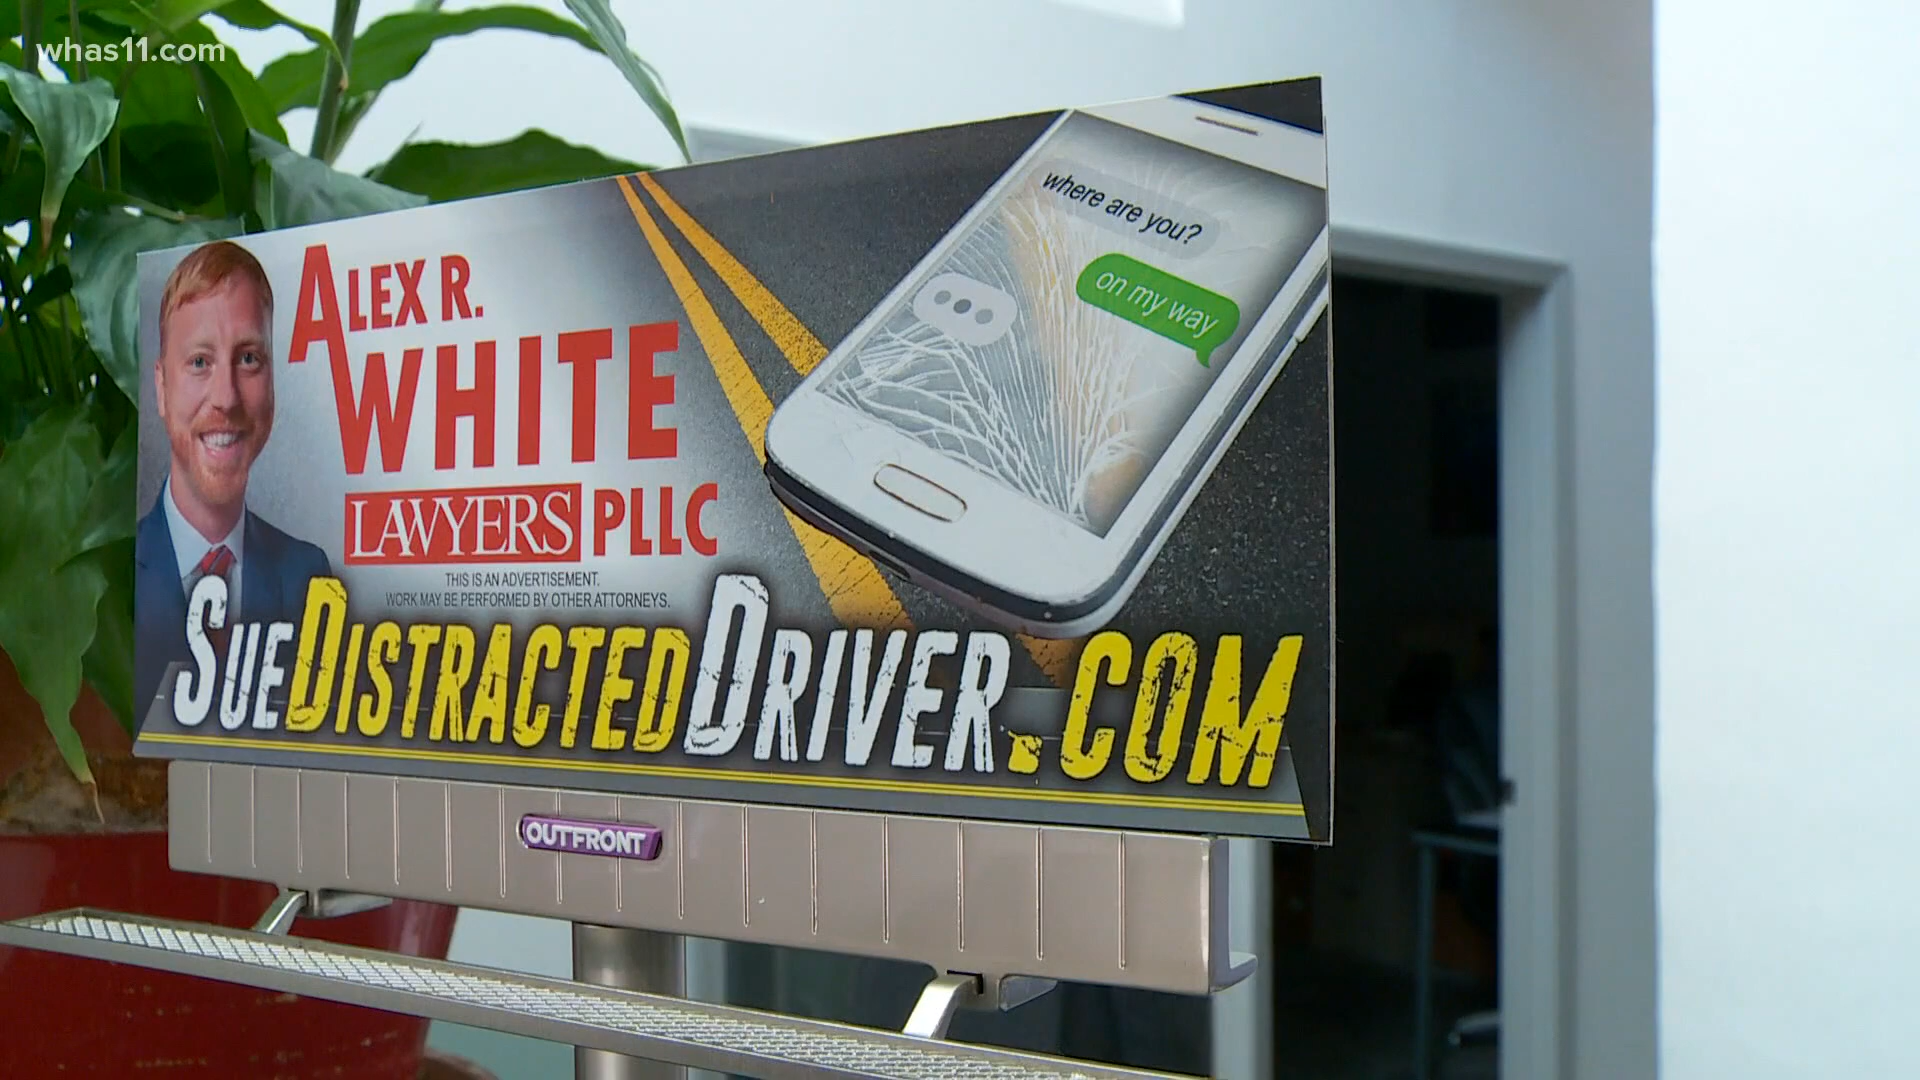 whas11.com
ALEX R.
WHITE
LAWYERS PLLC
THIS IS AN ADVERTISEMENT.
WORK MAY BE PERFORMED BY OTHER ATTORNEYS.
SUEDISTRACTEDDRIVER.COM
where are you?
on my way
OUTFRONT